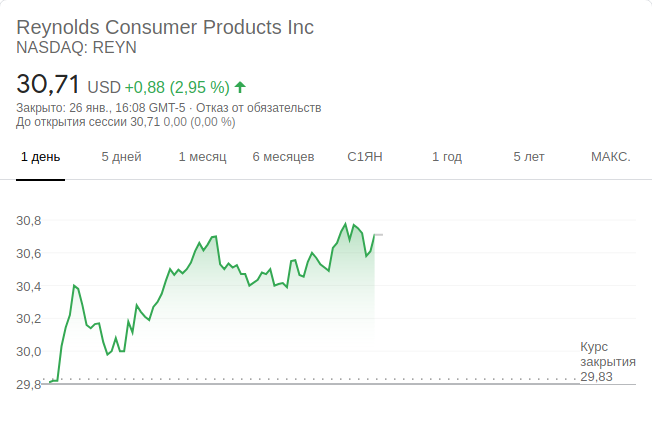 Reynolds Consumer Products Inc
NASDAQ: REYN
30,71 USD +0,88 (2,95 %)
Закрыто: 26 янв., 16:08 GMT-5 · Отказ от обязательств
До открытия сессии 30,71 0,00 (0,00 %)
1 день 5 дней 1 месяц 6 месяцев С1ЯН 1 год 5 лет МАКС.
30,8
30,6
30,4
30,2
30,0
29,8
Курс
закрытия
29,83